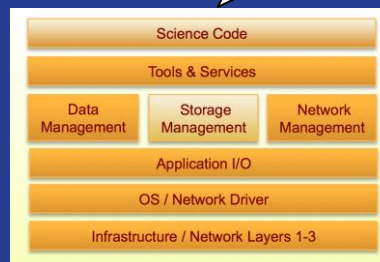 Science Code
Tools & Services
Data Management
Storage Management
Network Management
Application I/O
OS / Network Driver
Infrastructure / Network Layers 1-3